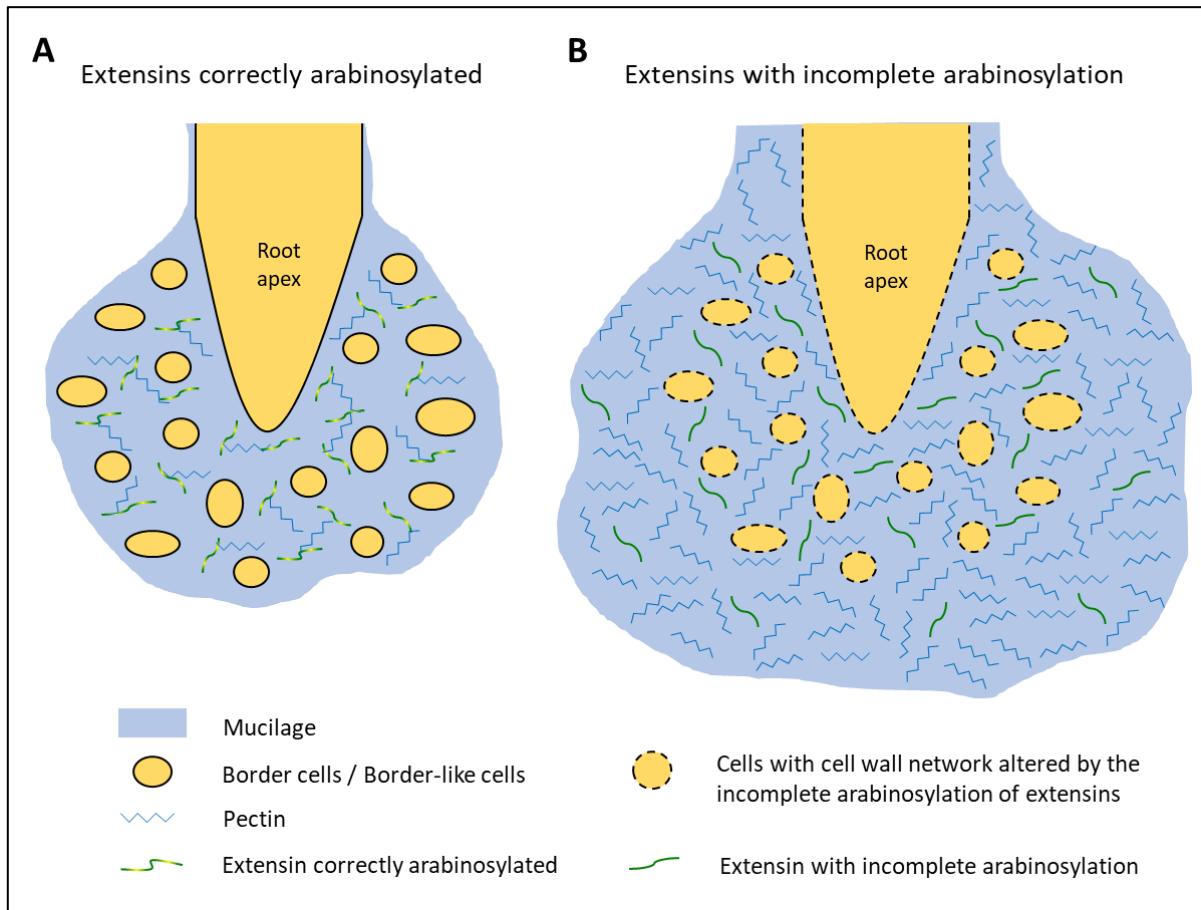 A
Extensins correctly arabinosylated
B
Extensins with incomplete arabinosylation
Root
apex
Root
apex
Mucilage
Border cells / Border-like cells
Pectin
Extensin correctly arabinosylated
Cells with cell wall network altered by the
incomplete arabinosylation of extensins
Extensin with incomplete arabinosylation